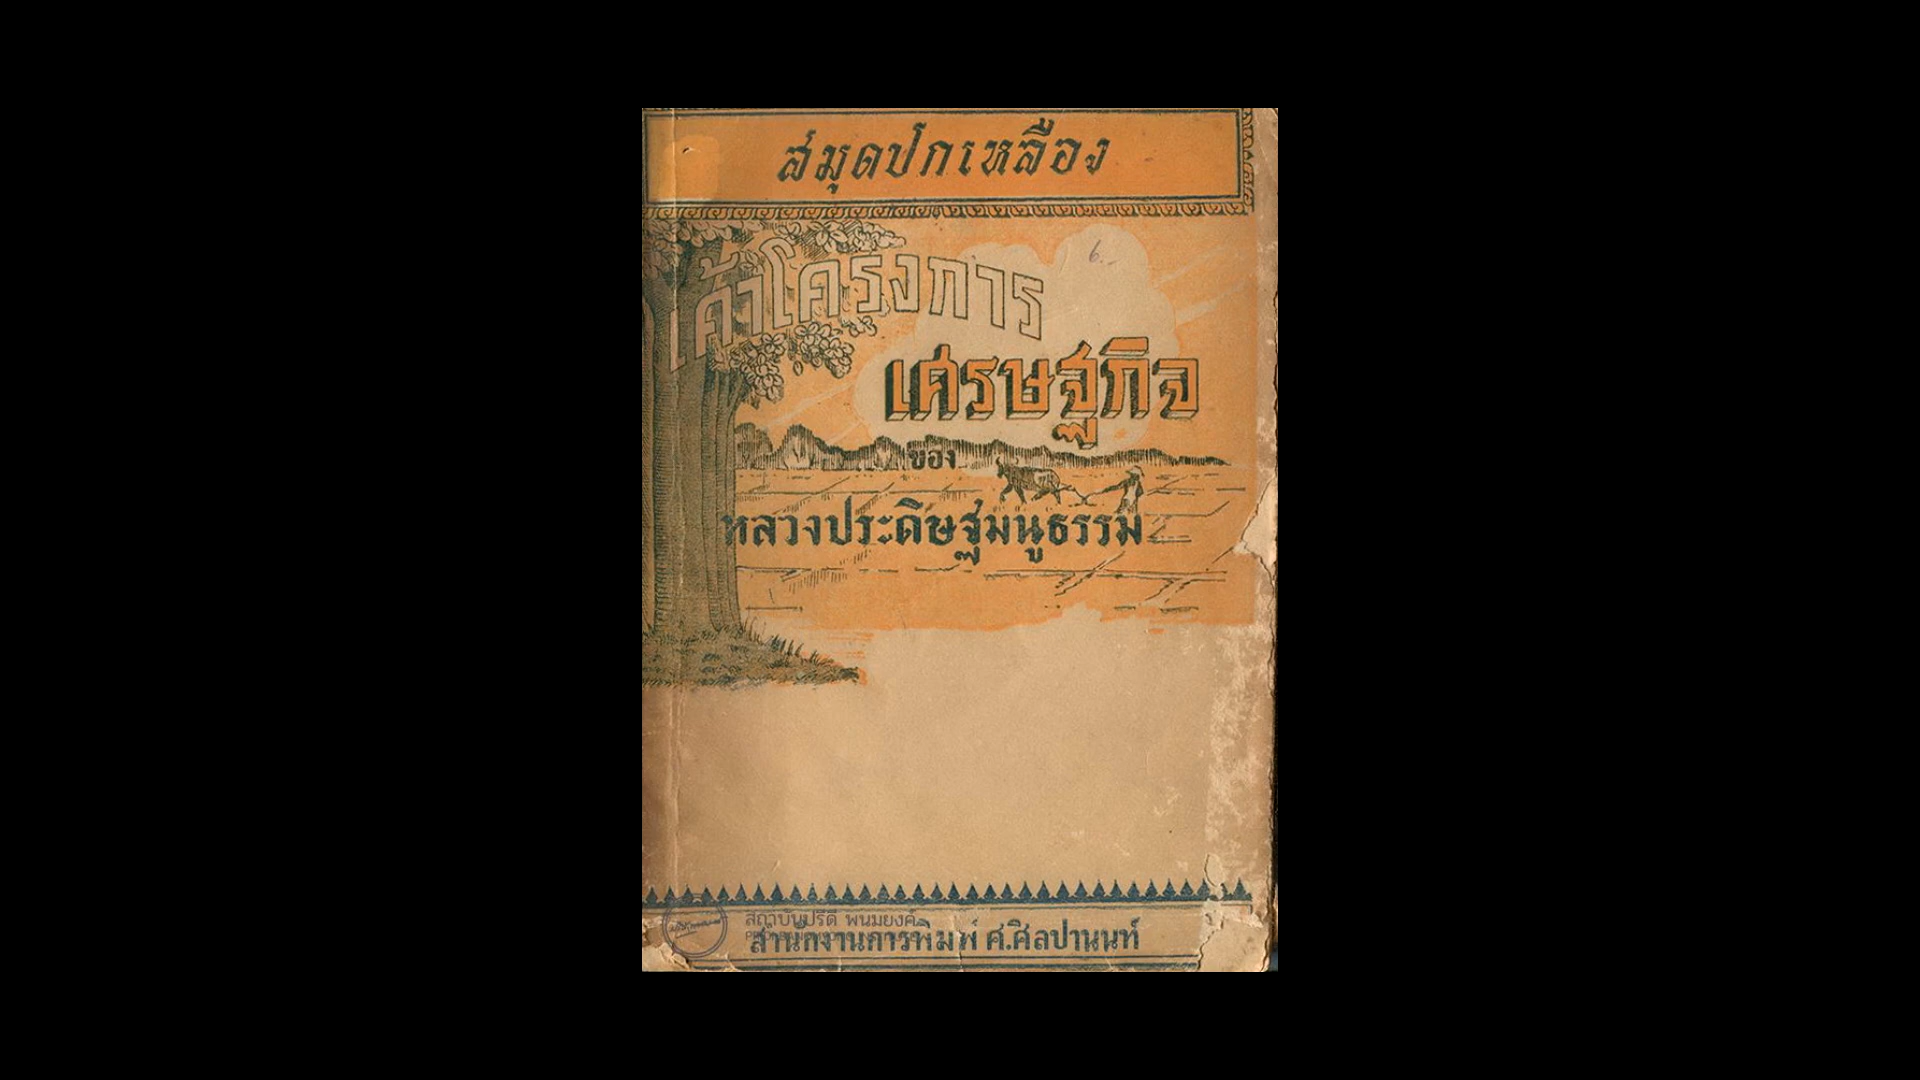 สมุดปกเหลือง
เค้าโครงการ
6.-
เศรษฐกิจ
ของ
หลวงประดิษฐมนูธรรม
สถาบันปรีดี พนมยงค์
สำนักงานการพิมพ์ ศ.ศิลปานนท์